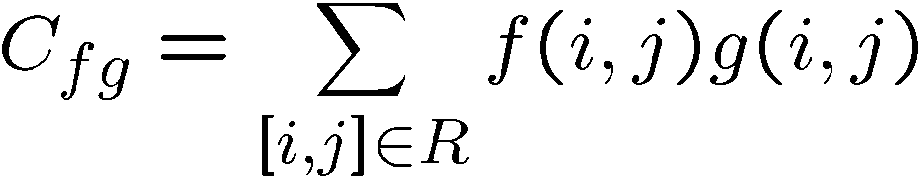 C_{fg} = \sum_{[i,j] \in R} f(i,j)g(i,j)